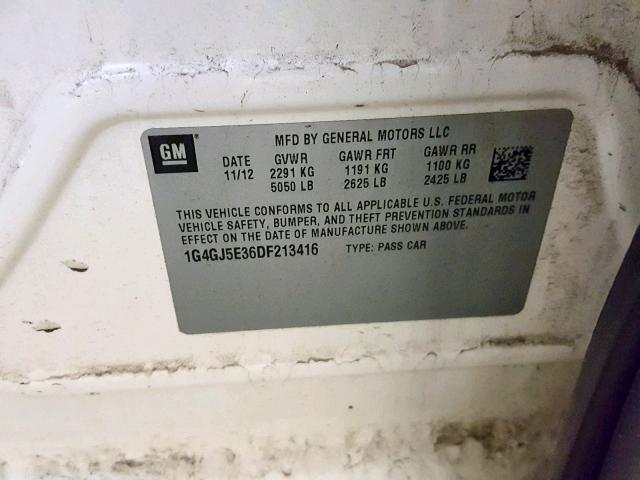 GM
MFD BY GENERAL MOTORS LLC
DATE GVWR GAWR FRT GAWR RR
11/12 2291 KG 1191 KG 1100 KG
5050 LB 2625 LB 2425 LB
THIS VEHICLE CONFORMS TO ALL APPLICABLE U.S. FEDERAL MOTOR
VEHICLE SAFETY, BUMPER, AND THEFT PREVENTION STANDARDS IN
EFFECT ON THE DATE OF MANUFACTURE SHOWN ABOVE.
1G4GJ5E36DF213416 TYPE: PASS CAR